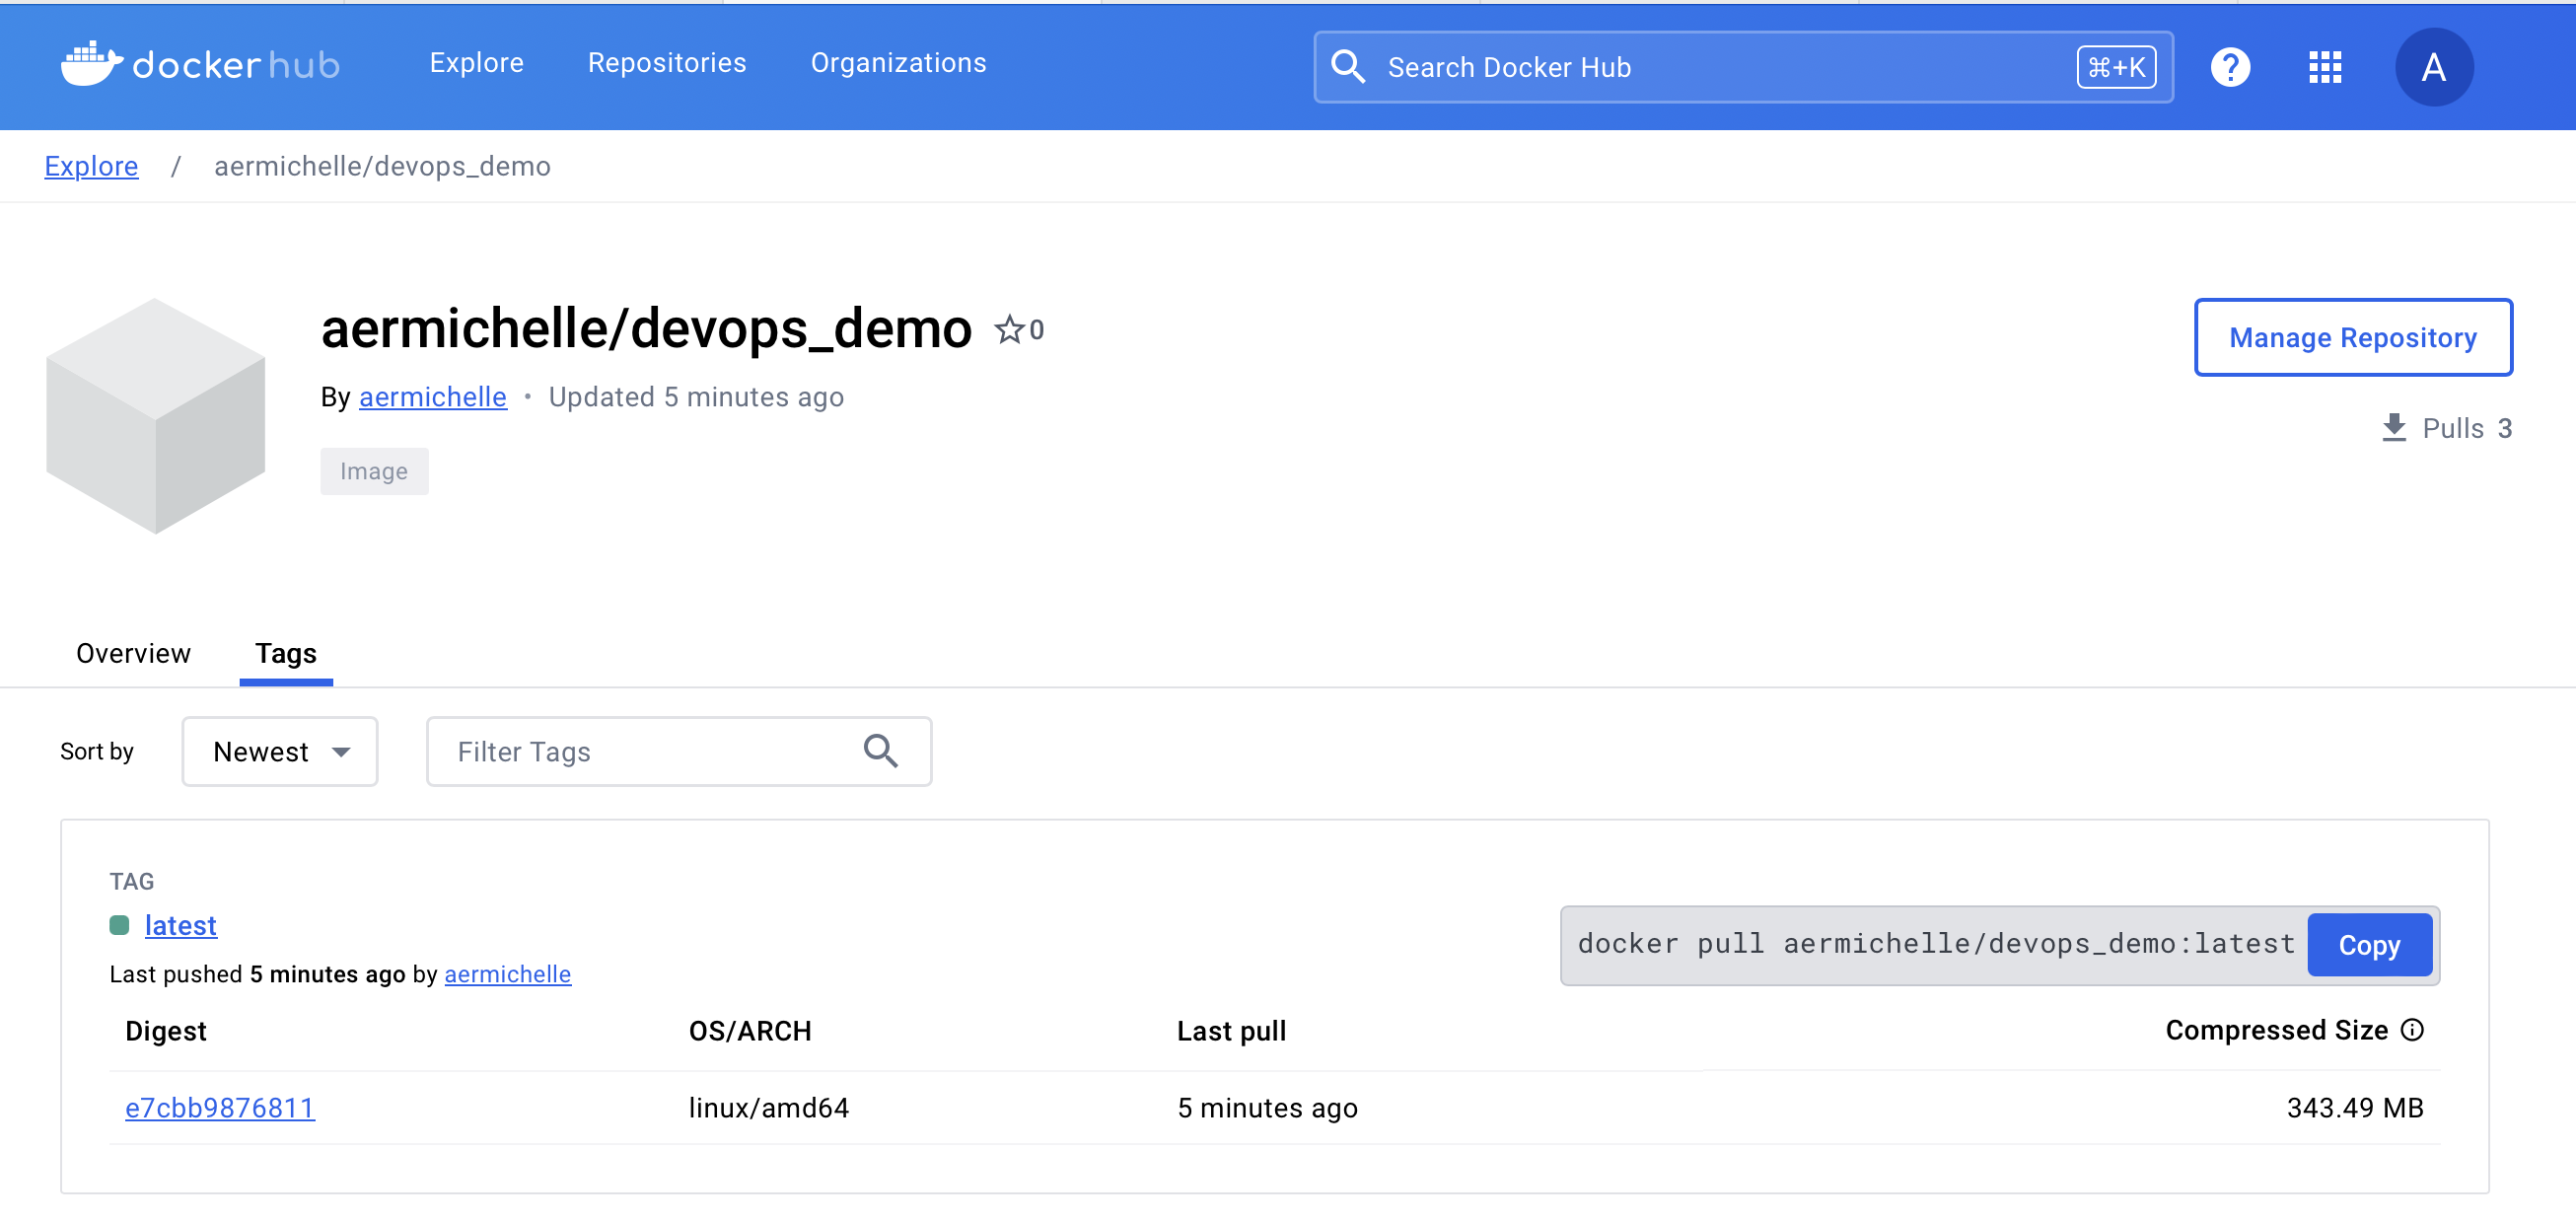 dockerhub Explore Repositories Organizations Search Docker Hub ⌘+K ? A
Explore / aermichelle/devops_demo
aermichelle/devops_demo 0
Manage Repository
By aermichelle • Updated 5 minutes ago
Pulls 3
Image
Overview Tags
Sort by Newest Filter Tags
TAG
latest
docker pull aermichelle/devops_demo:latest Copy
Last pushed 5 minutes ago by aermichelle
Digest OS/ARCH Last pull Compressed Size
e7cbb9876811 linux/amd64 5 minutes ago 343.49 MB